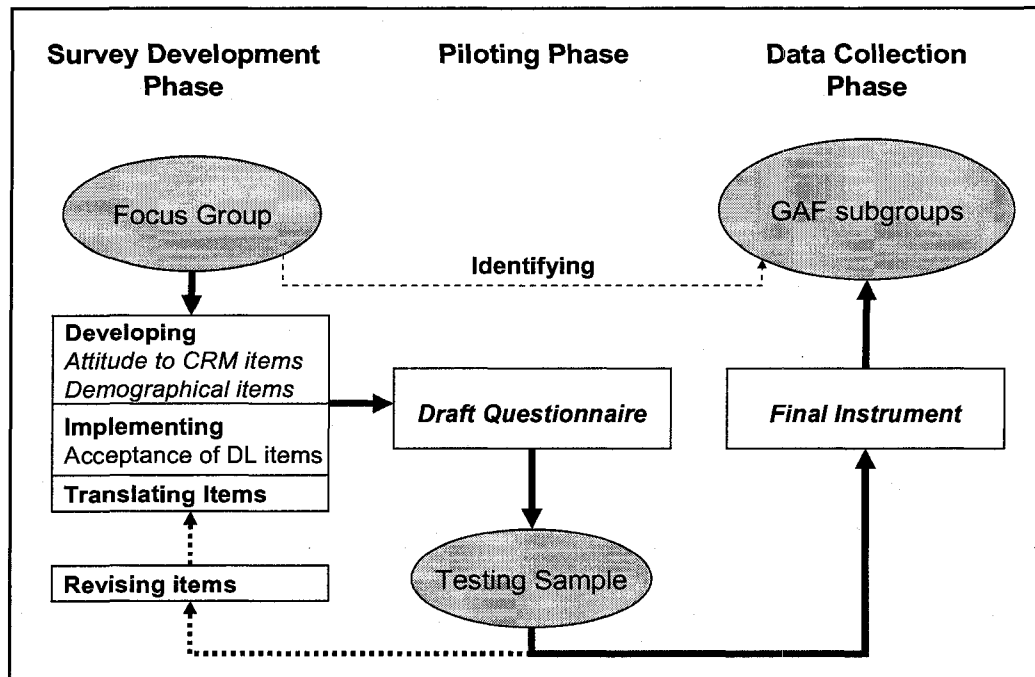 Survey Development
Phase
Piloting Phase
Data Collection
Phase
Focus Group
GAF subgroups
Identifying
Developing
Attitude to CRM items
Demographical items
Implementing
Acceptance of DL items
Translating Items
Revising items
Draft Questionnaire
Testing Sample
Final Instrument